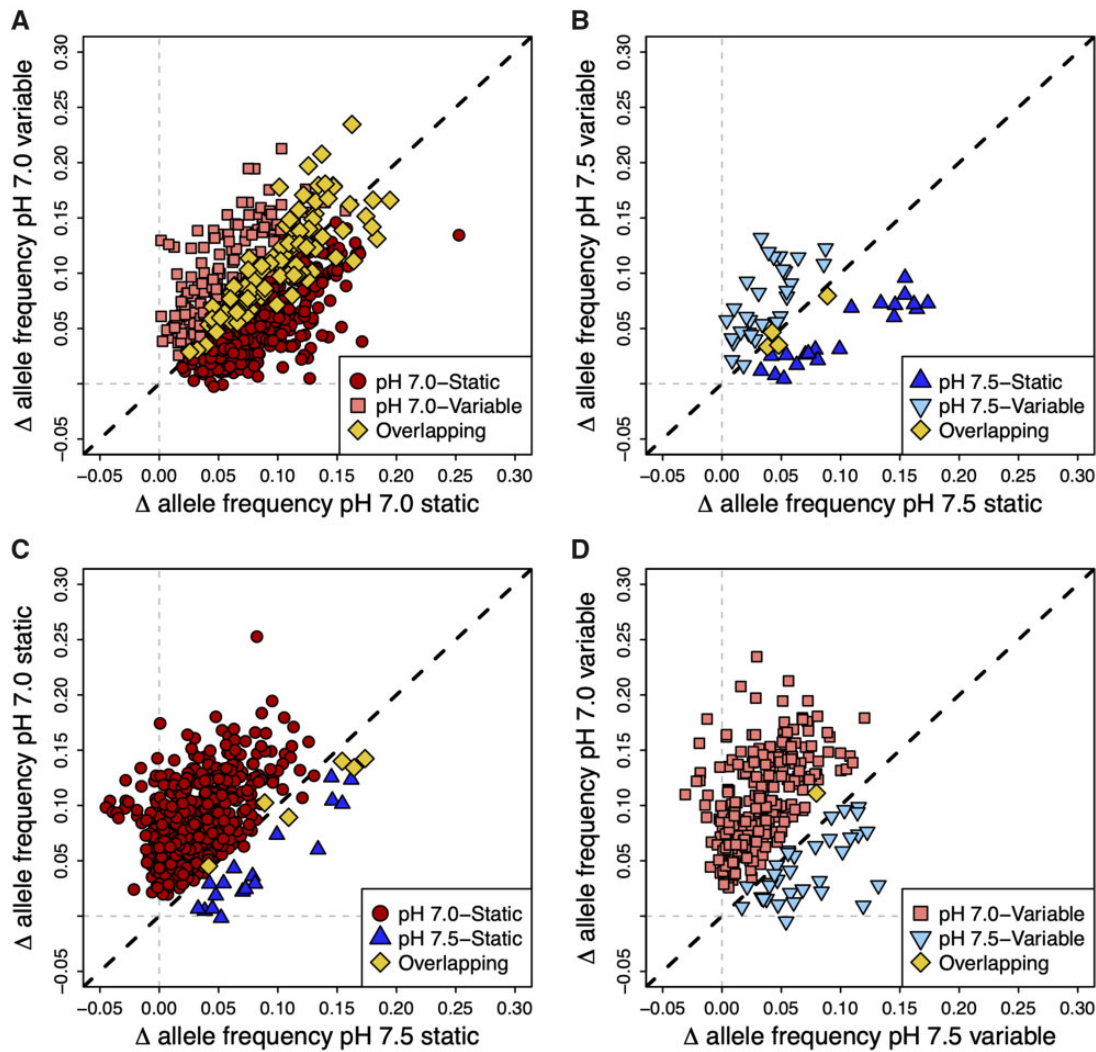 A
Δ allele frequency pH 7.0 variable
0.30
0.25
0.20
0.15
0.10
0.05
0.00
−0.05
pH 7.0−Static
pH 7.0−Variable
Overlapping
−0.05 0.00 0.05 0.10 0.15 0.20 0.25 0.30
Δ allele frequency pH 7.0 static
B
Δ allele frequency pH 7.5 variable
0.30
0.25
0.20
0.15
0.10
0.05
0.00
−0.05
pH 7.5−Static
pH 7.5−Variable
Overlapping
−0.05 0.00 0.05 0.10 0.15 0.20 0.25 0.30
Δ allele frequency pH 7.5 static
C
Δ allele frequency pH 7.0 static
0.30
0.25
0.20
0.15
0.10
0.05
0.00
−0.05
pH 7.0−Static
pH 7.5−Static
Overlapping
−0.05 0.00 0.05 0.10 0.15 0.20 0.25 0.30
Δ allele frequency pH 7.5 static
D
Δ allele frequency pH 7.0 variable
0.30
0.25
0.20
0.15
0.10
0.05
0.00
−0.05
pH 7.0−Variable
pH 7.5−Variable
Overlapping
−0.05 0.00 0.05 0.10 0.15 0.20 0.25 0.30
Δ allele frequency pH 7.5 variable